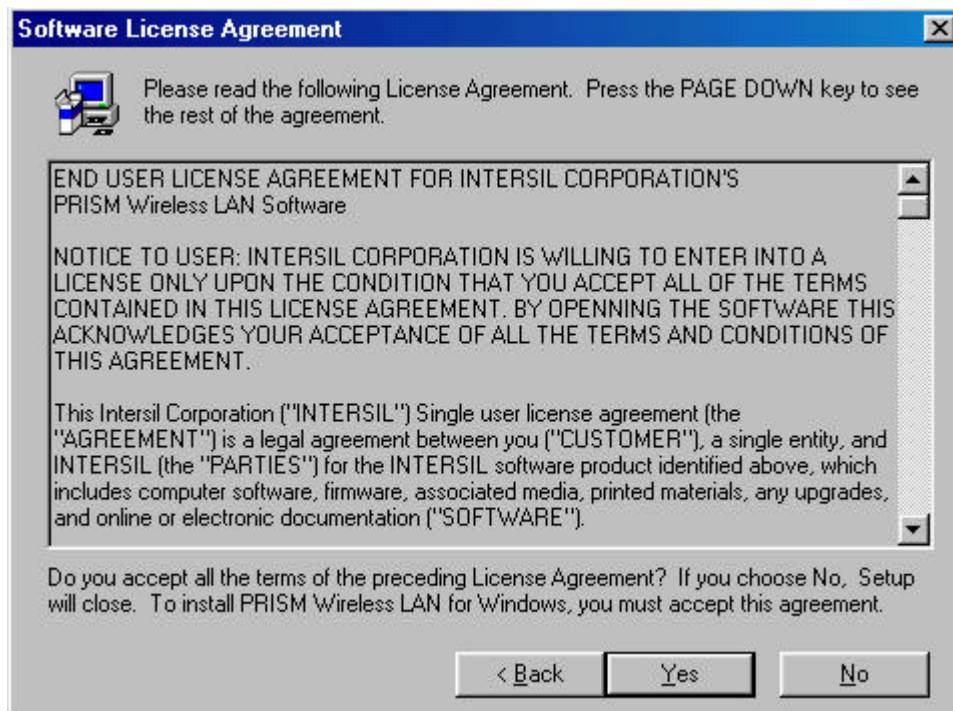 Software License Agreement
Please read the following License Agreement. Press the PAGE DOWN key to see
the rest of the agreement.
END USER LICENSE AGREEMENT FOR INTERSIL CORPORATION'S
PRISM Wireless LAN Software
NOTICE TO USER: INTERSIL CORPORATION IS WILLING TO ENTER INTO A
LICENSE ONLY UPON THE CONDITION THAT YOU ACCEPT ALL OF THE TERMS
CONTAINED IN THIS LICENSE AGREEMENT. BY OPENNING THE SOFTWARE THIS
ACKNOWLEDGES YOUR ACCEPTANCE OF ALL THE TERMS AND CONDITIONS OF
THIS AGREEMENT.
This Intersil Corporation ("INTERSIL") Single user license agreement (the
"AGREEMENT") is a legal agreement between you ("CUSTOMER"), a single entity, and
INTERSIL (the "PARTIES") for the INTERSIL software product identified above, which
includes computer software, firmware, associated media, printed materials, any upgrades,
and online or electronic documentation ("SOFTWARE").
Do you accept all the terms of the preceding License Agreement? If you choose No, Setup
will close. To install PRISM Wireless LAN for Windows, you must accept this agreement.
< Back
Yes
No